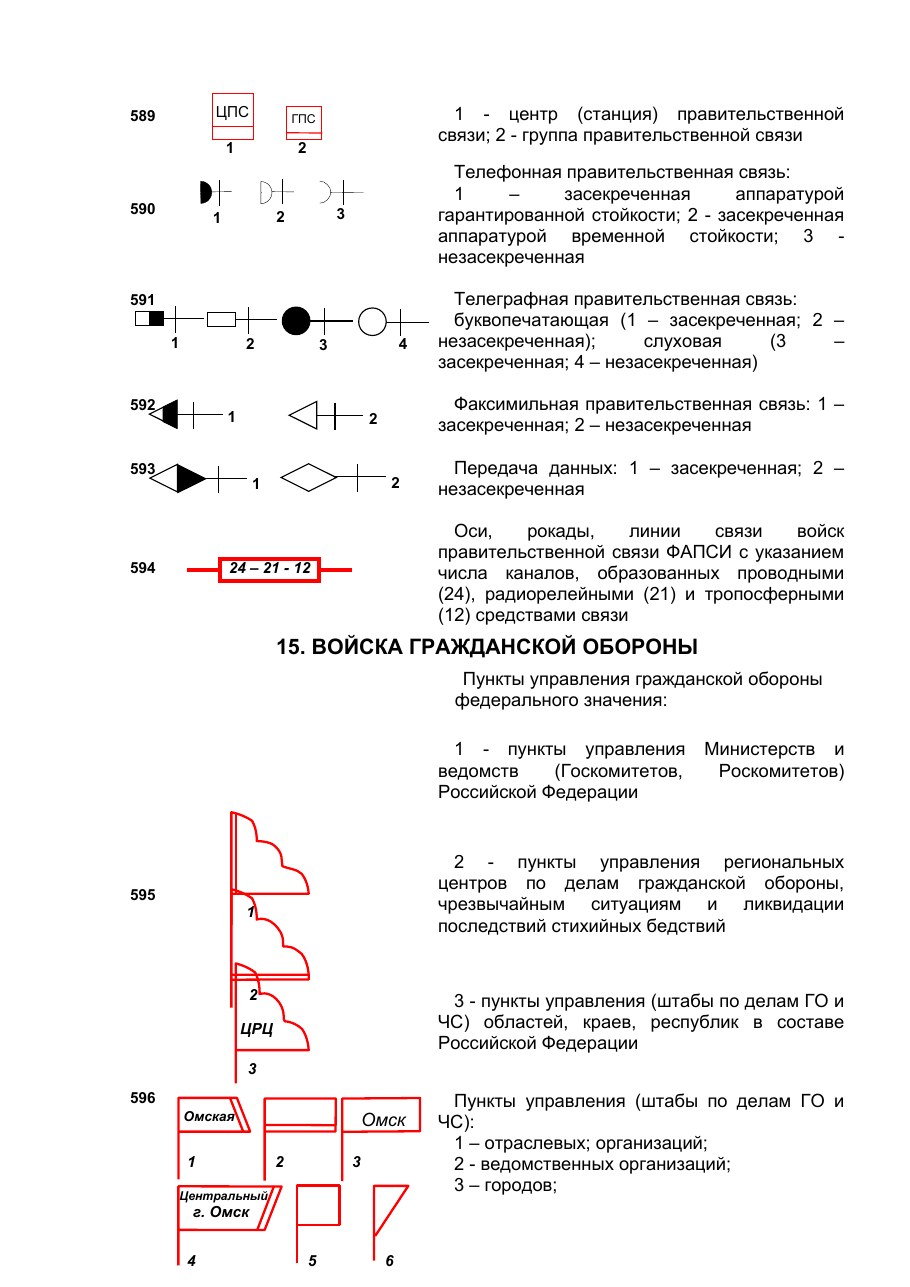 589
ЦПС
ГПС
1
2
1 - центр (станция) правительственной
связи; 2 - группа правительственной связи
590
1
2
3
Телефонная правительственная связь:
1 – засекреченная аппаратурой
гарантированной стойкости; 2 - засекреченная
аппаратурой временной стойкости; 3 -
незасекреченная
591
1
2
3
4
Телеграфная правительственная связь:
буквопечатающая (1 – засекреченная; 2 –
незасекреченная); слуховая (3 –
засекреченная; 4 – незасекреченная)
592
1
2
Факсимильная правительственная связь: 1 –
засекреченная; 2 – незасекреченная
593
1
2
Передача данных: 1 – засекреченная; 2 –
незасекреченная
594
24 – 21 - 12
Оси, рокады, линии связи войск
правительственной связи ФАПСИ с указанием
числа каналов, образованных проводными
(24), радиорелейными (21) и тропосферными
(12) средствами связи
15. ВОЙСКА ГРАЖДАНСКОЙ ОБОРОНЫ
Пункты управления гражданской обороны
федерального значения:
1 - пункты управления Министерств и
ведомств (Госкомитетов, Роскомитетов)
Российской Федерации
595
1
2
ЦРЦ
3
2 - пункты управления региональных
центров по делам гражданской обороны,
чрезвычайным ситуациям и ликвидации
последствий стихийных бедствий
3 - пункты управления (штабы по делам ГО и
ЧС) областей, краев, республик в составе
Российской Федерации
596
Омская
Омск
1
2
3
Центральный
г. Омск
4
5
6
Пункты управления (штабы по делам ГО и
ЧС):
1 – отраслевых; организаций;
2 - ведомственных организаций;
3 – городов;